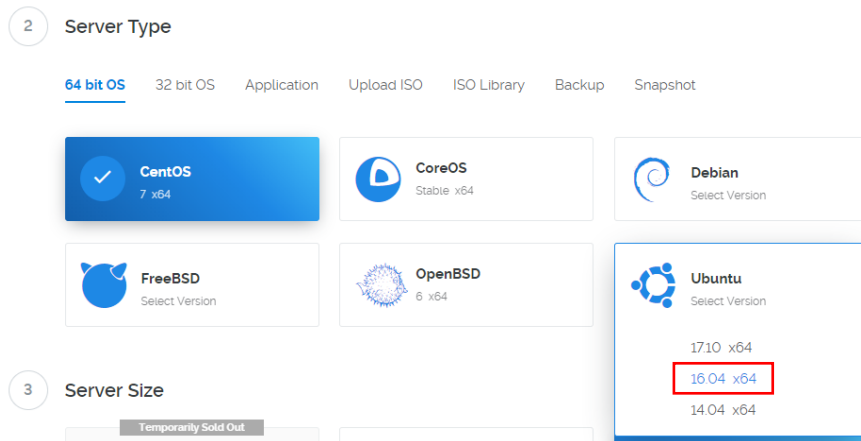 2 Server Type
64 bit OS 32 bit OS Application Upload ISO ISO Library Backup Snapshot
CentOS
7 x64
CoreOS
Stable x64
Debian
Select Version
FreeBSD
Select Version
OpenBSD
6 x64
Ubuntu
Select Version
17.10 x64
16.04 x64
14.04 x64
3 Server Size
Temporarily Sold Out